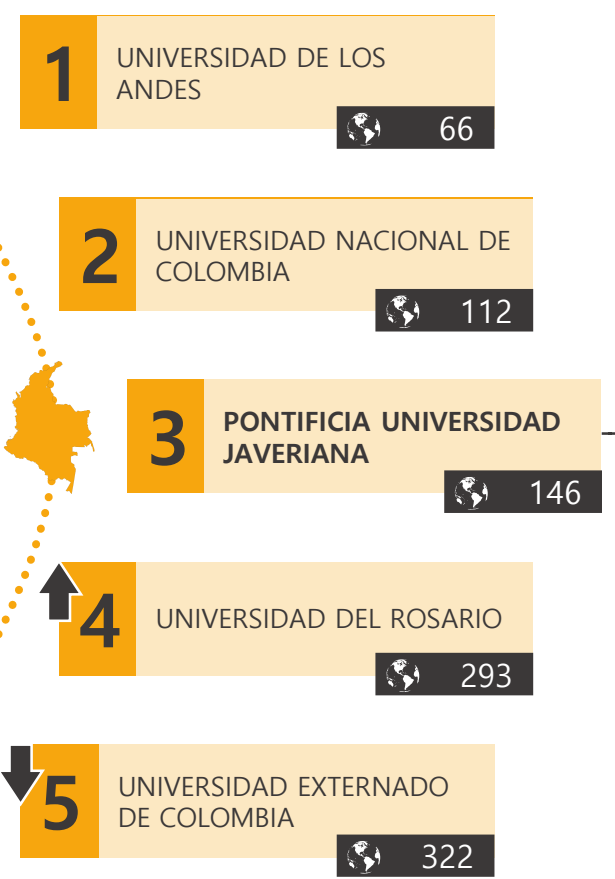 1
UNIVERSIDAD DE LOS
ANDES
66
2
UNIVERSIDAD NACIONAL DE
COLOMBIA
112
3
PONTIFICIA UNIVERSIDAD
JAVERIANA
146
4
UNIVERSIDAD DEL ROSARIO
293
5
UNIVERSIDAD EXTERNADO
DE COLOMBIA
322